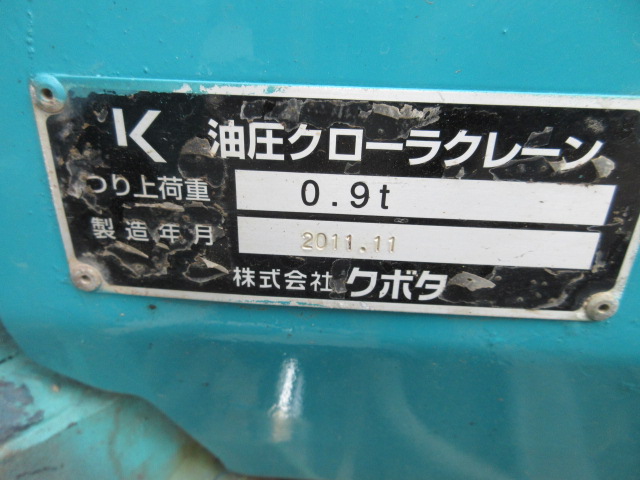 K 油圧クローラクレーン
つり上荷重 0.9t
製造年月 2011.11
株式会社クボタ